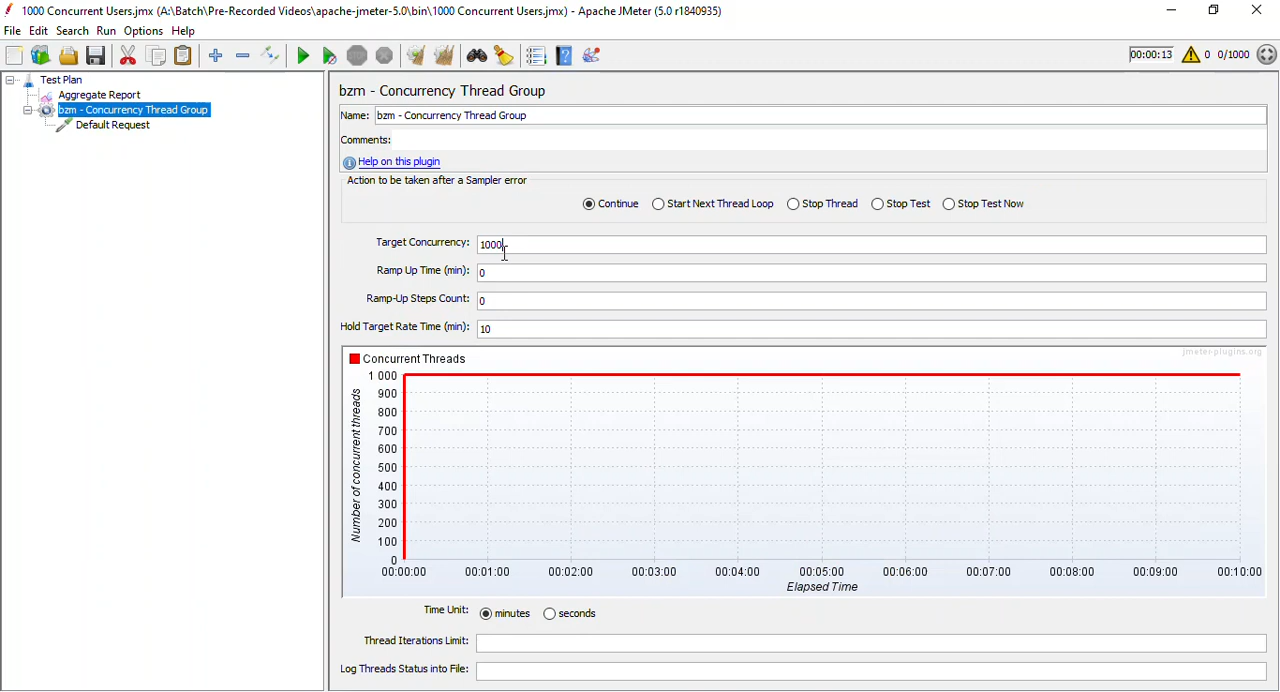 1000 Concurrent Users.jmx (A:\Batch\Pre-Recorded Videos\apache-jmeter-5.0\bin\1000 Concurrent Users.jmx) - Apache JMeter (5.0 r1840935)
File Edit Search Run Options Help
00:00:13 0 0/1000
Test Plan
Aggregate Report
bzm - Concurrency Thread Group
Default Request
bzm - Concurrency Thread Group
Name: bzm - Concurrency Thread Group
Comments:
Help on this plugin
Action to be taken after a Sampler error
Continue Start Next Thread Loop Stop Thread Stop Test Stop Test Now
Target Concurrency: 1000
Ramp Up Time (min): 0
Ramp-Up Steps Count: 0
Hold Target Rate Time (min): 10
Concurrent Threads
jmeter-plugins.org
1 000
900
800
700
600
500
400
300
200
100
0
Number of concurrent threads
00:00:00 00:01:00 00:02:00 00:03:00 00:04:00 00:05:00 00:06:00 00:07:00 00:08:00 00:09:00 00:10:00
Elapsed Time
Time Unit: minutes seconds
Thread Iterations Limit:
Log Threads Status into File: